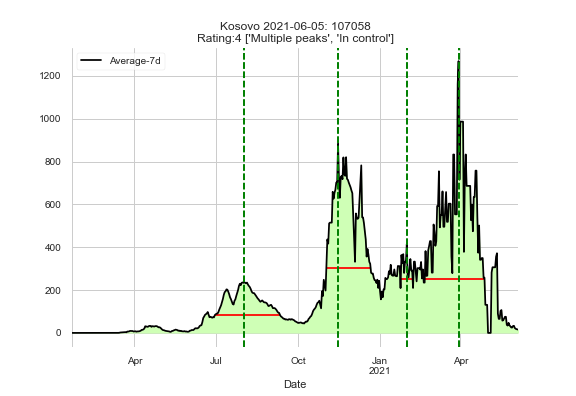 Kosovo 2021-06-05: 107058
Rating:4 ['Multiple peaks', 'In control']
Average-7d
1200
1000
800
600
400
200
0
Apr
Jul
Oct
Jan
2021
Apr
Date